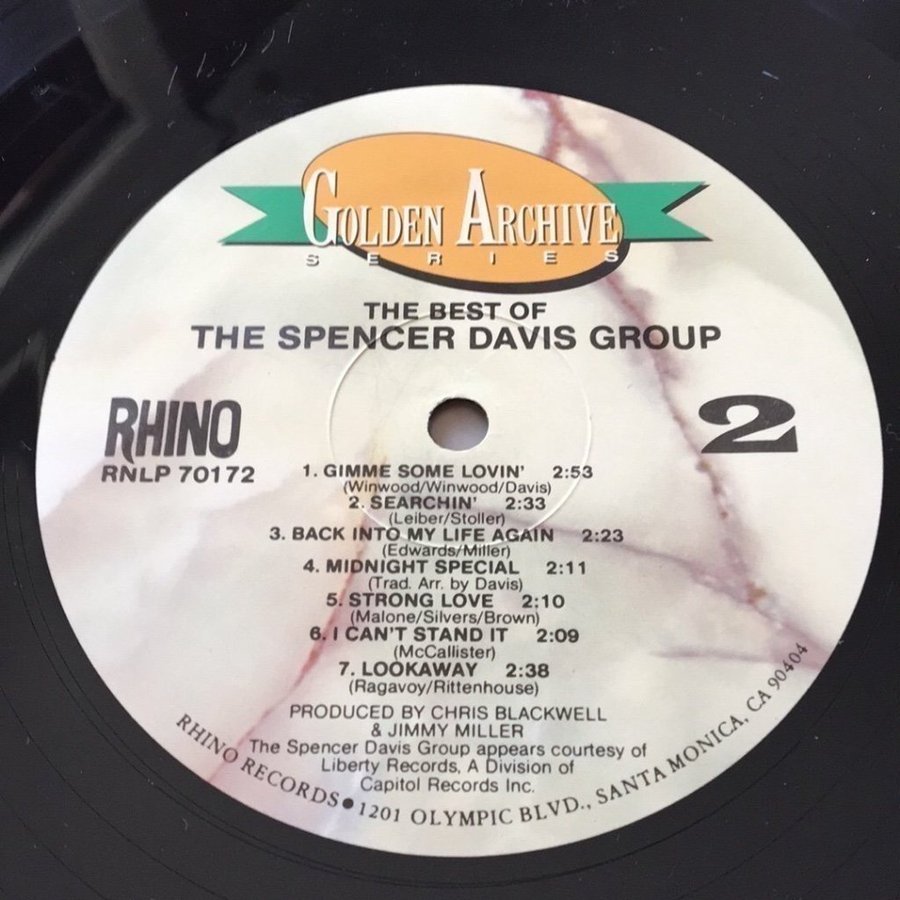 GOLDEN ARCHIVE
SERIES
THE BEST OF
THE SPENCER DAVIS GROUP
RHINO
RNLP 70172
2
1. GIMME SOME LOVIN' 2:53
(Winwood/Winwood/Davis)
2. SEARCHIN' 2:33
(Leiber/Stoller)
3. BACK INTO MY LIFE AGAIN 2:23
(Edwards/Miller)
4. MIDNIGHT SPECIAL 2:11
(Trad. Arr. by Davis)
5. STRONG LOVE 2:10
(Malone/Silvers/Brown)
6. I CAN'T STAND IT 2:09
(McCallister)
7. LOOKAWAY 2:38
(Ragavoy/Rittenhouse)
PRODUCED BY CHRIS BLACKWELL
& JIMMY MILLER
The Spencer Davis Group appears courtesy of
Liberty Records, A Division of
Capitol Records Inc.
RHINO RECORDS • 1201 OLYMPIC BLVD., SANTA MONICA, CA 90404